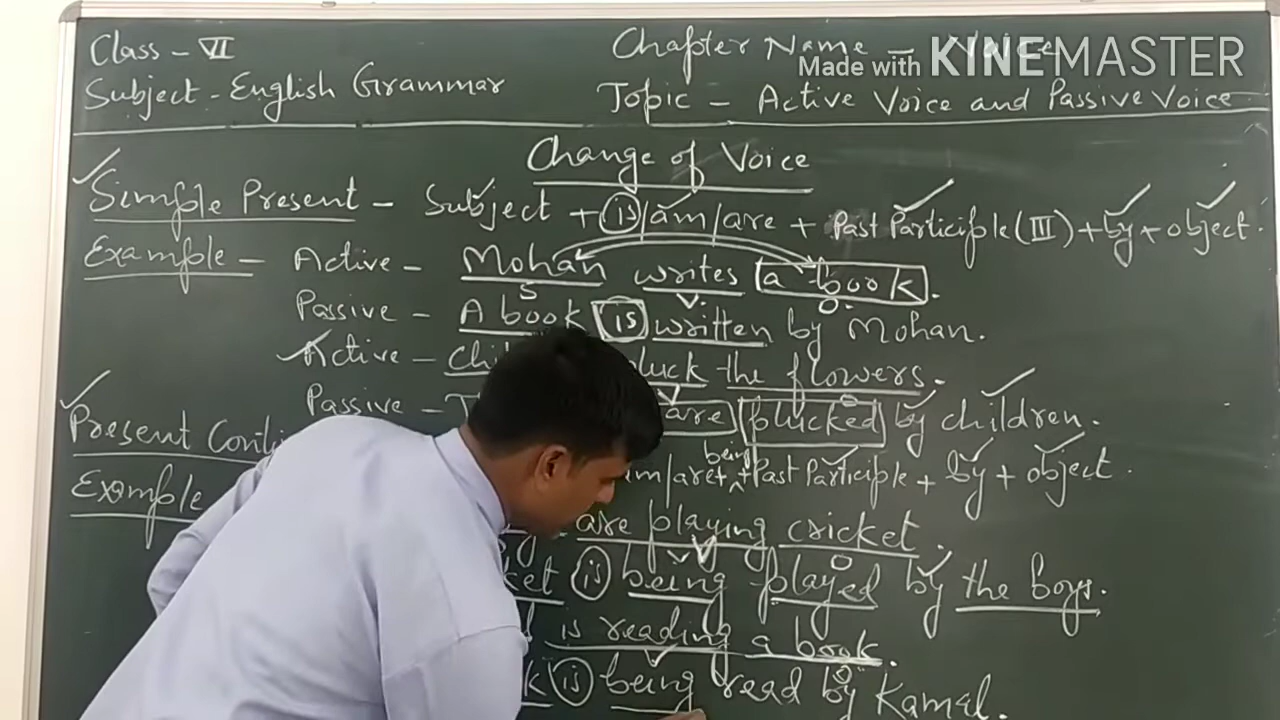 Class - VI
Chapter Name - Voice
Made with KINEMASTER
Subject - English Grammar
Topic - Active Voice and Passive Voice
Change of Voice
Simple Present - Subject + is/am/are + Past Participle (III) + by + object.
Example - Active - Mohan writes a book.
S V. O.
Passive - A book is written by Mohan.
Active - the flowers.
V O
Passive - are plucked by children.
Present being
/are + Past Participle + by + object.
Example
are playing cricket.
V O
is being played by the boys.
is reading a book.
O
is being read by Kamal.